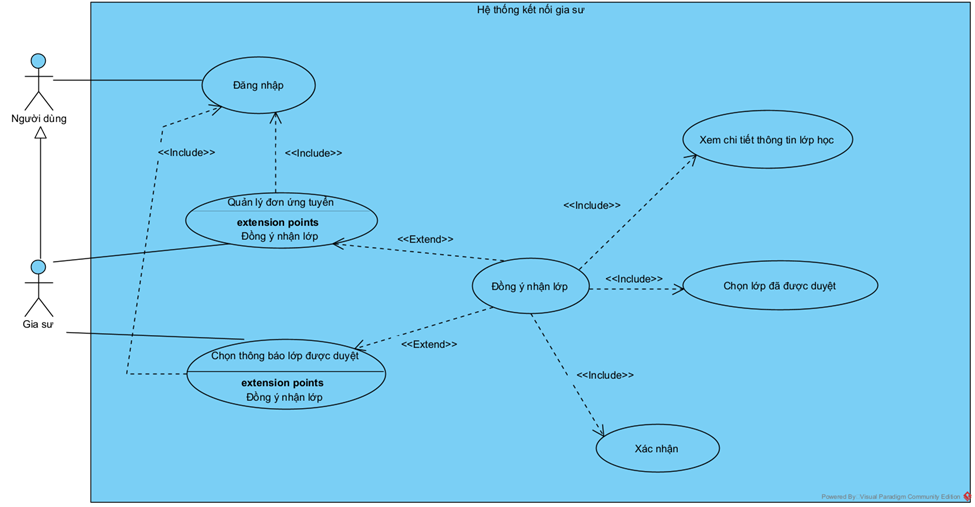 Hệ thống kết nối gia sư
Đăng nhập
Người dùng
Xem chi tiết thông tin lớp học
<<Include>>
<<Include>>
Quản lý đơn ứng tuyển
extension points
Đồng ý nhận lớp
<<Include>>
<<Extend>>
Đồng ý nhận lớp
<<Include>>
Chọn lớp đã được duyệt
Gia sư
<<Extend>>
Chọn thông báo lớp được duyệt
extension points
Đồng ý nhận lớp
<<Include>>
Xác nhận
Powered By: Visual Paradigm Community Edition